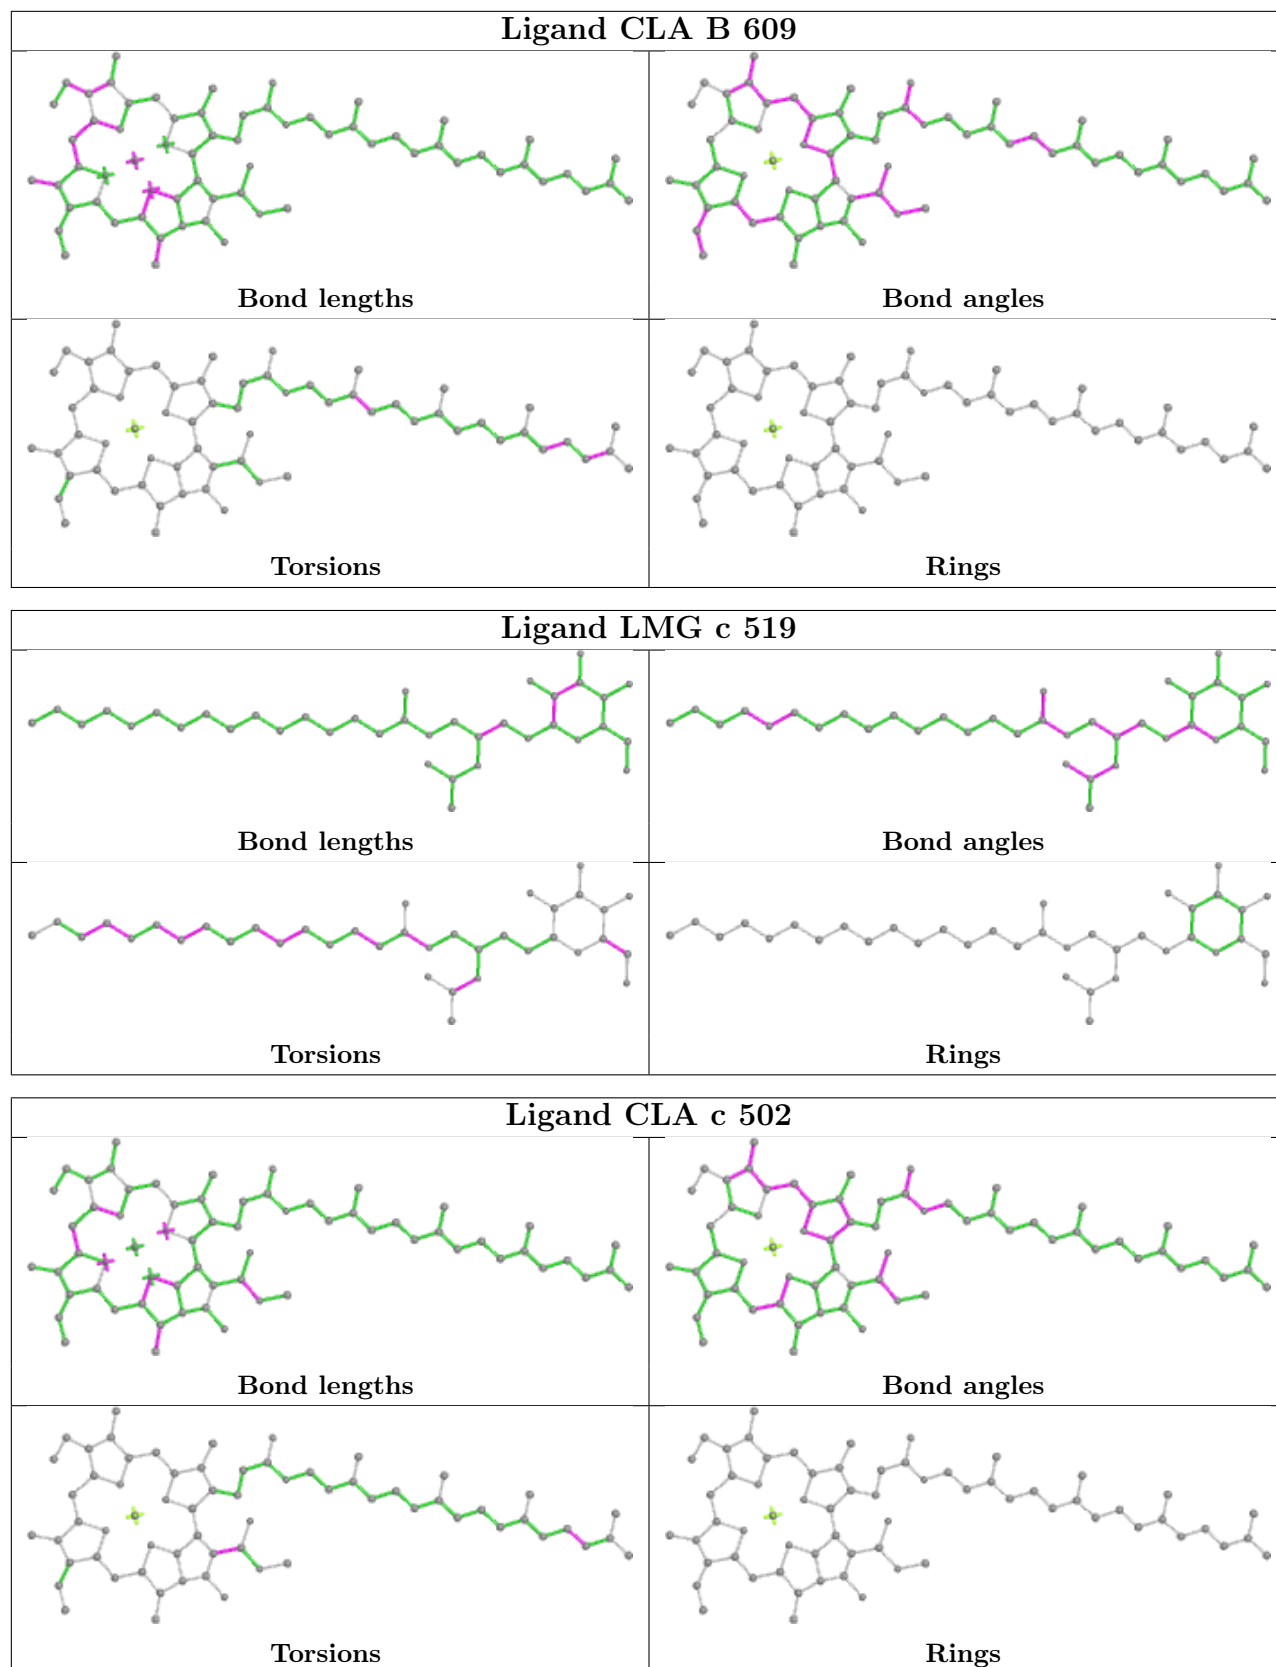 Ligand CLA B 609
Bond lengths
Bond angles
Torsions
Rings
Ligand LMG c 519
Bond lengths
Bond angles
Torsions
Rings
Ligand CLA c 502
Bond lengths
Bond angles
Torsions
Rings